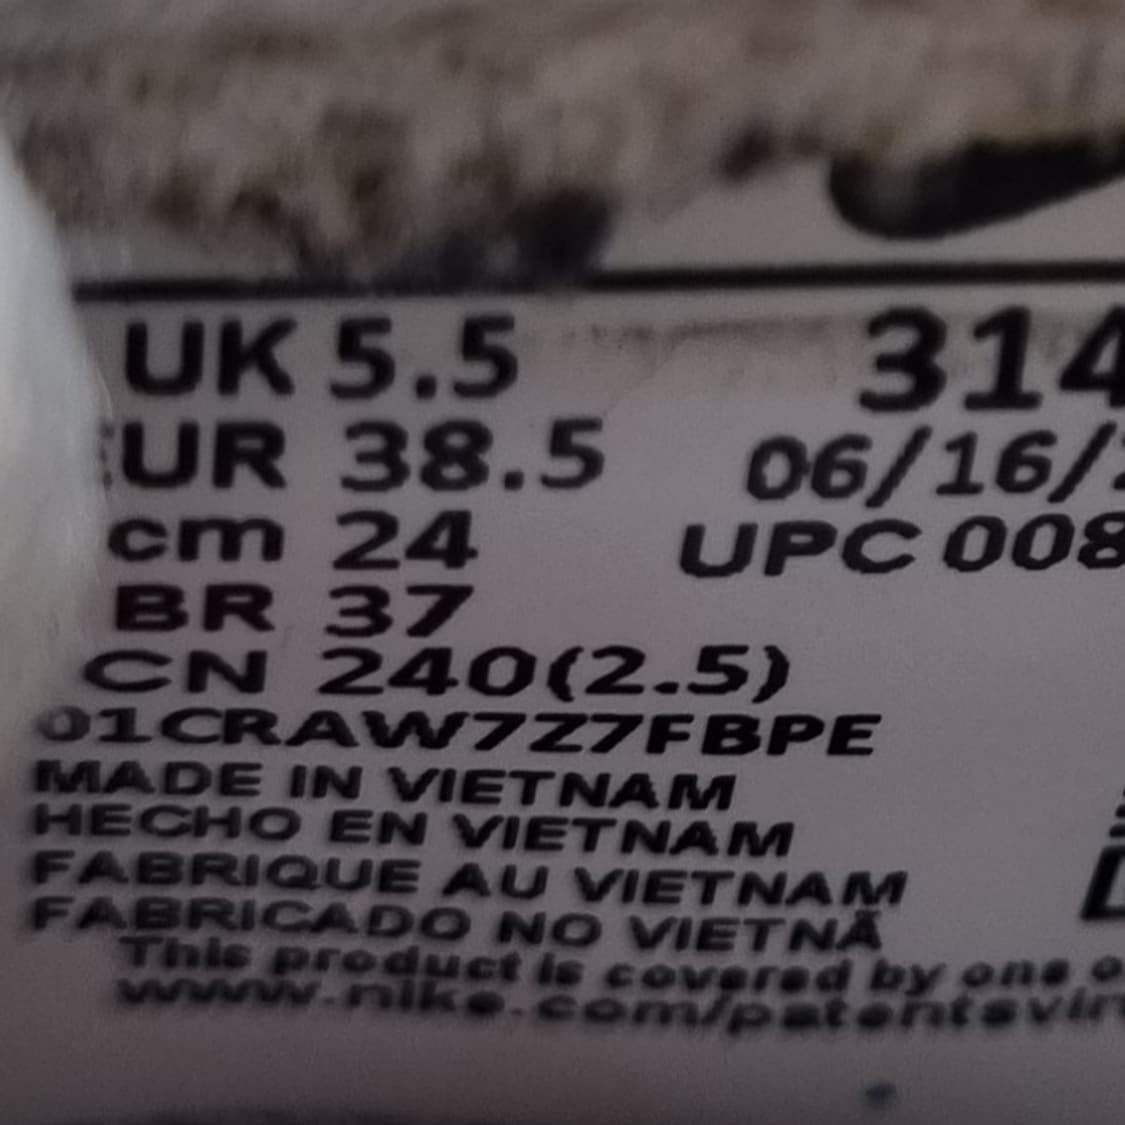 UK 5.5 314
EUR 38.5 06/16/
cm 24 UPC 008
BR 37
CN 240(2.5)
01CRAW7Z7FBPE
MADE IN VIETNAM
HECHO EN VIETNAM
FABRIQUE AU VIETNAM
FABRICADO NO VIETNÃ
This product is covered by one o
www.nike.com/patentsvir